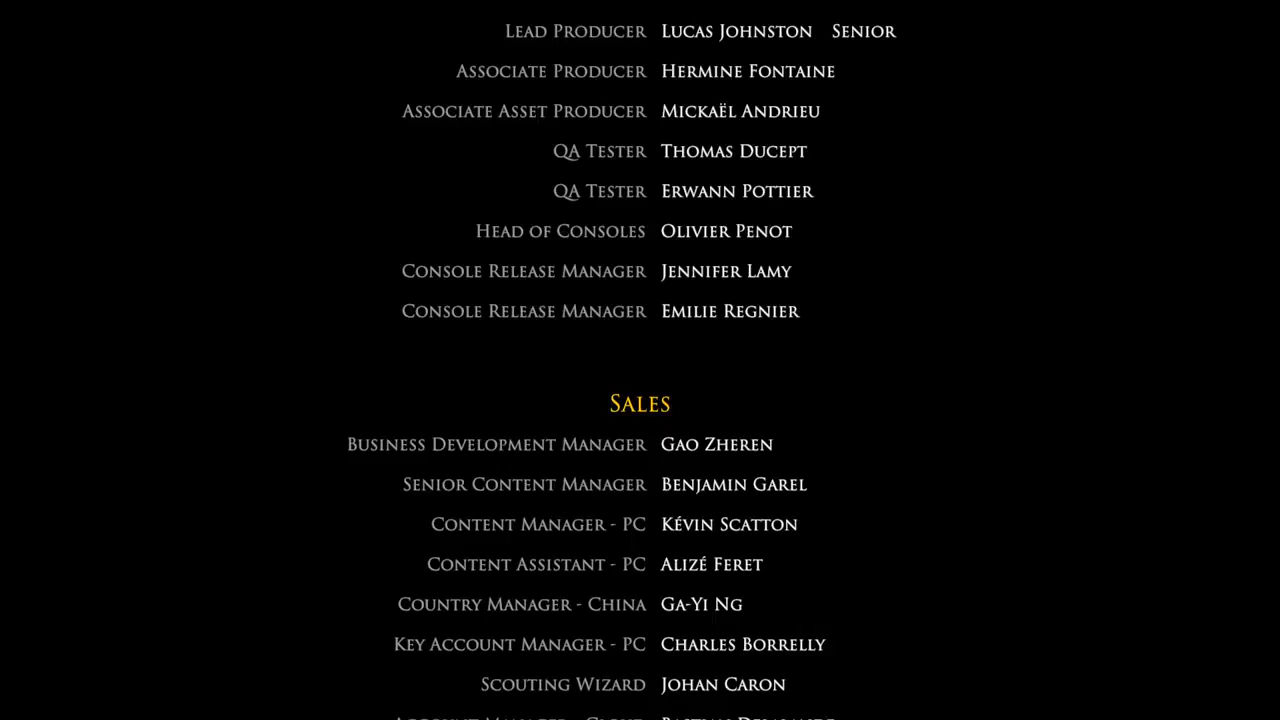 Lead Producer Lucas Johnston Senior
Associate Producer Hermine Fontaine
Associate Asset Producer Mickaël Andrieu
QA Tester Thomas Ducept
QA Tester Erwann Pottier
Head of Consoles Olivier Penot
Console Release Manager Jennifer Lamy
Console Release Manager Emilie Regnier
Sales
Business Development Manager Gao Zheren
Senior Content Manager Benjamin Garel
Content Manager - PC Kévin Scatton
Content Assistant - PC Alizé Feret
Country Manager - China Ga-Yi Ng
Key Account Manager - PC Charles Borrelly
Scouting Wizard Johan Caron